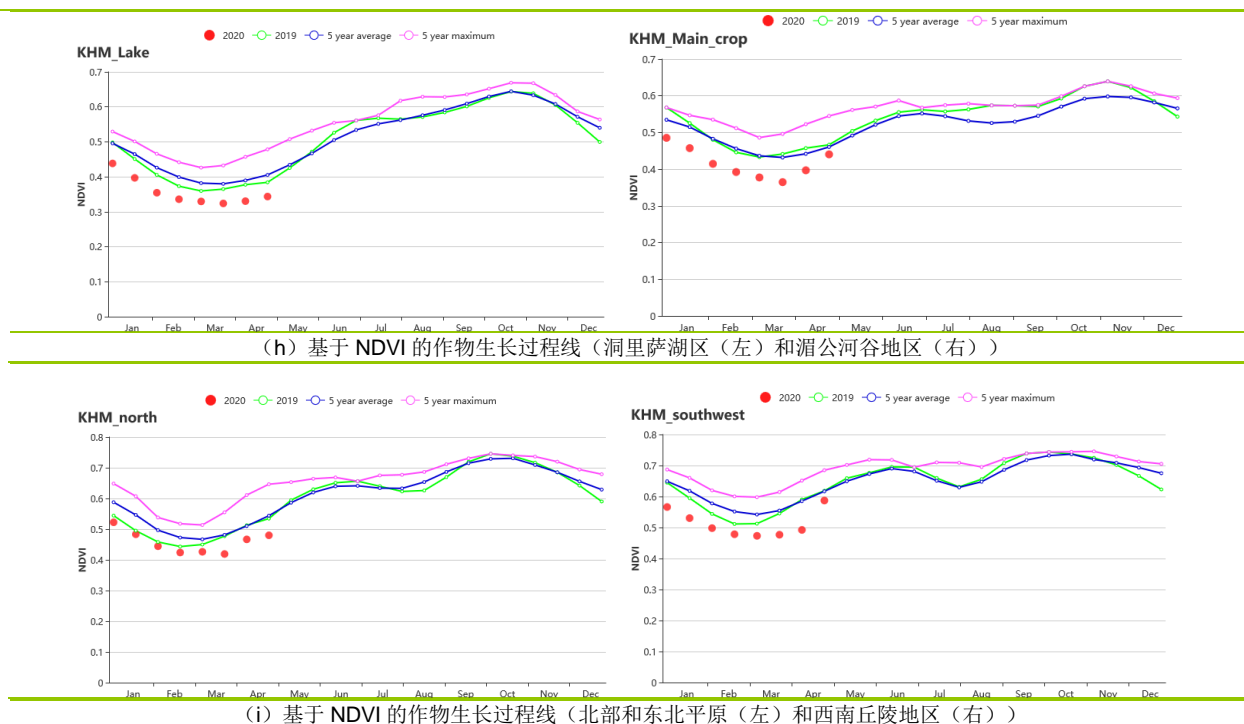 2020 2019 5 year average 5 year maximum
KHM_Lake
0.7
0.6
0.5
0.4
0.3
0.2
0.1
0
NDVI
Jan Feb Mar Apr May Jun Jul Aug Sep Oct Nov Dec
2020 2019 5 year average 5 year maximum
KHM_Main_crop
0.7
0.6
0.5
0.4
0.3
0.2
0.1
0
NDVI
Jan Feb Mar Apr May Jun Jul Aug Sep Oct Nov Dec
（h）基于 NDVI 的作物生长过程线（洞里萨湖区（左）和湄公河谷地区（右））
2020 2019 5 year average 5 year maximum
KHM_north
0.8
0.7
0.6
0.5
0.4
0.3
0.2
0.1
0
NDVI
Jan Feb Mar Apr May Jun Jul Aug Sep Oct Nov Dec
2020 2019 5 year average 5 year maximum
KHM_southwest
0.8
0.7
0.6
0.5
0.4
0.3
0.2
0.1
0
NDVI
Jan Feb Mar Apr May Jun Jul Aug Sep Oct Nov Dec
（i）基于 NDVI 的作物生长过程线（北部和东北平原（左）和西南丘陵地区（右））